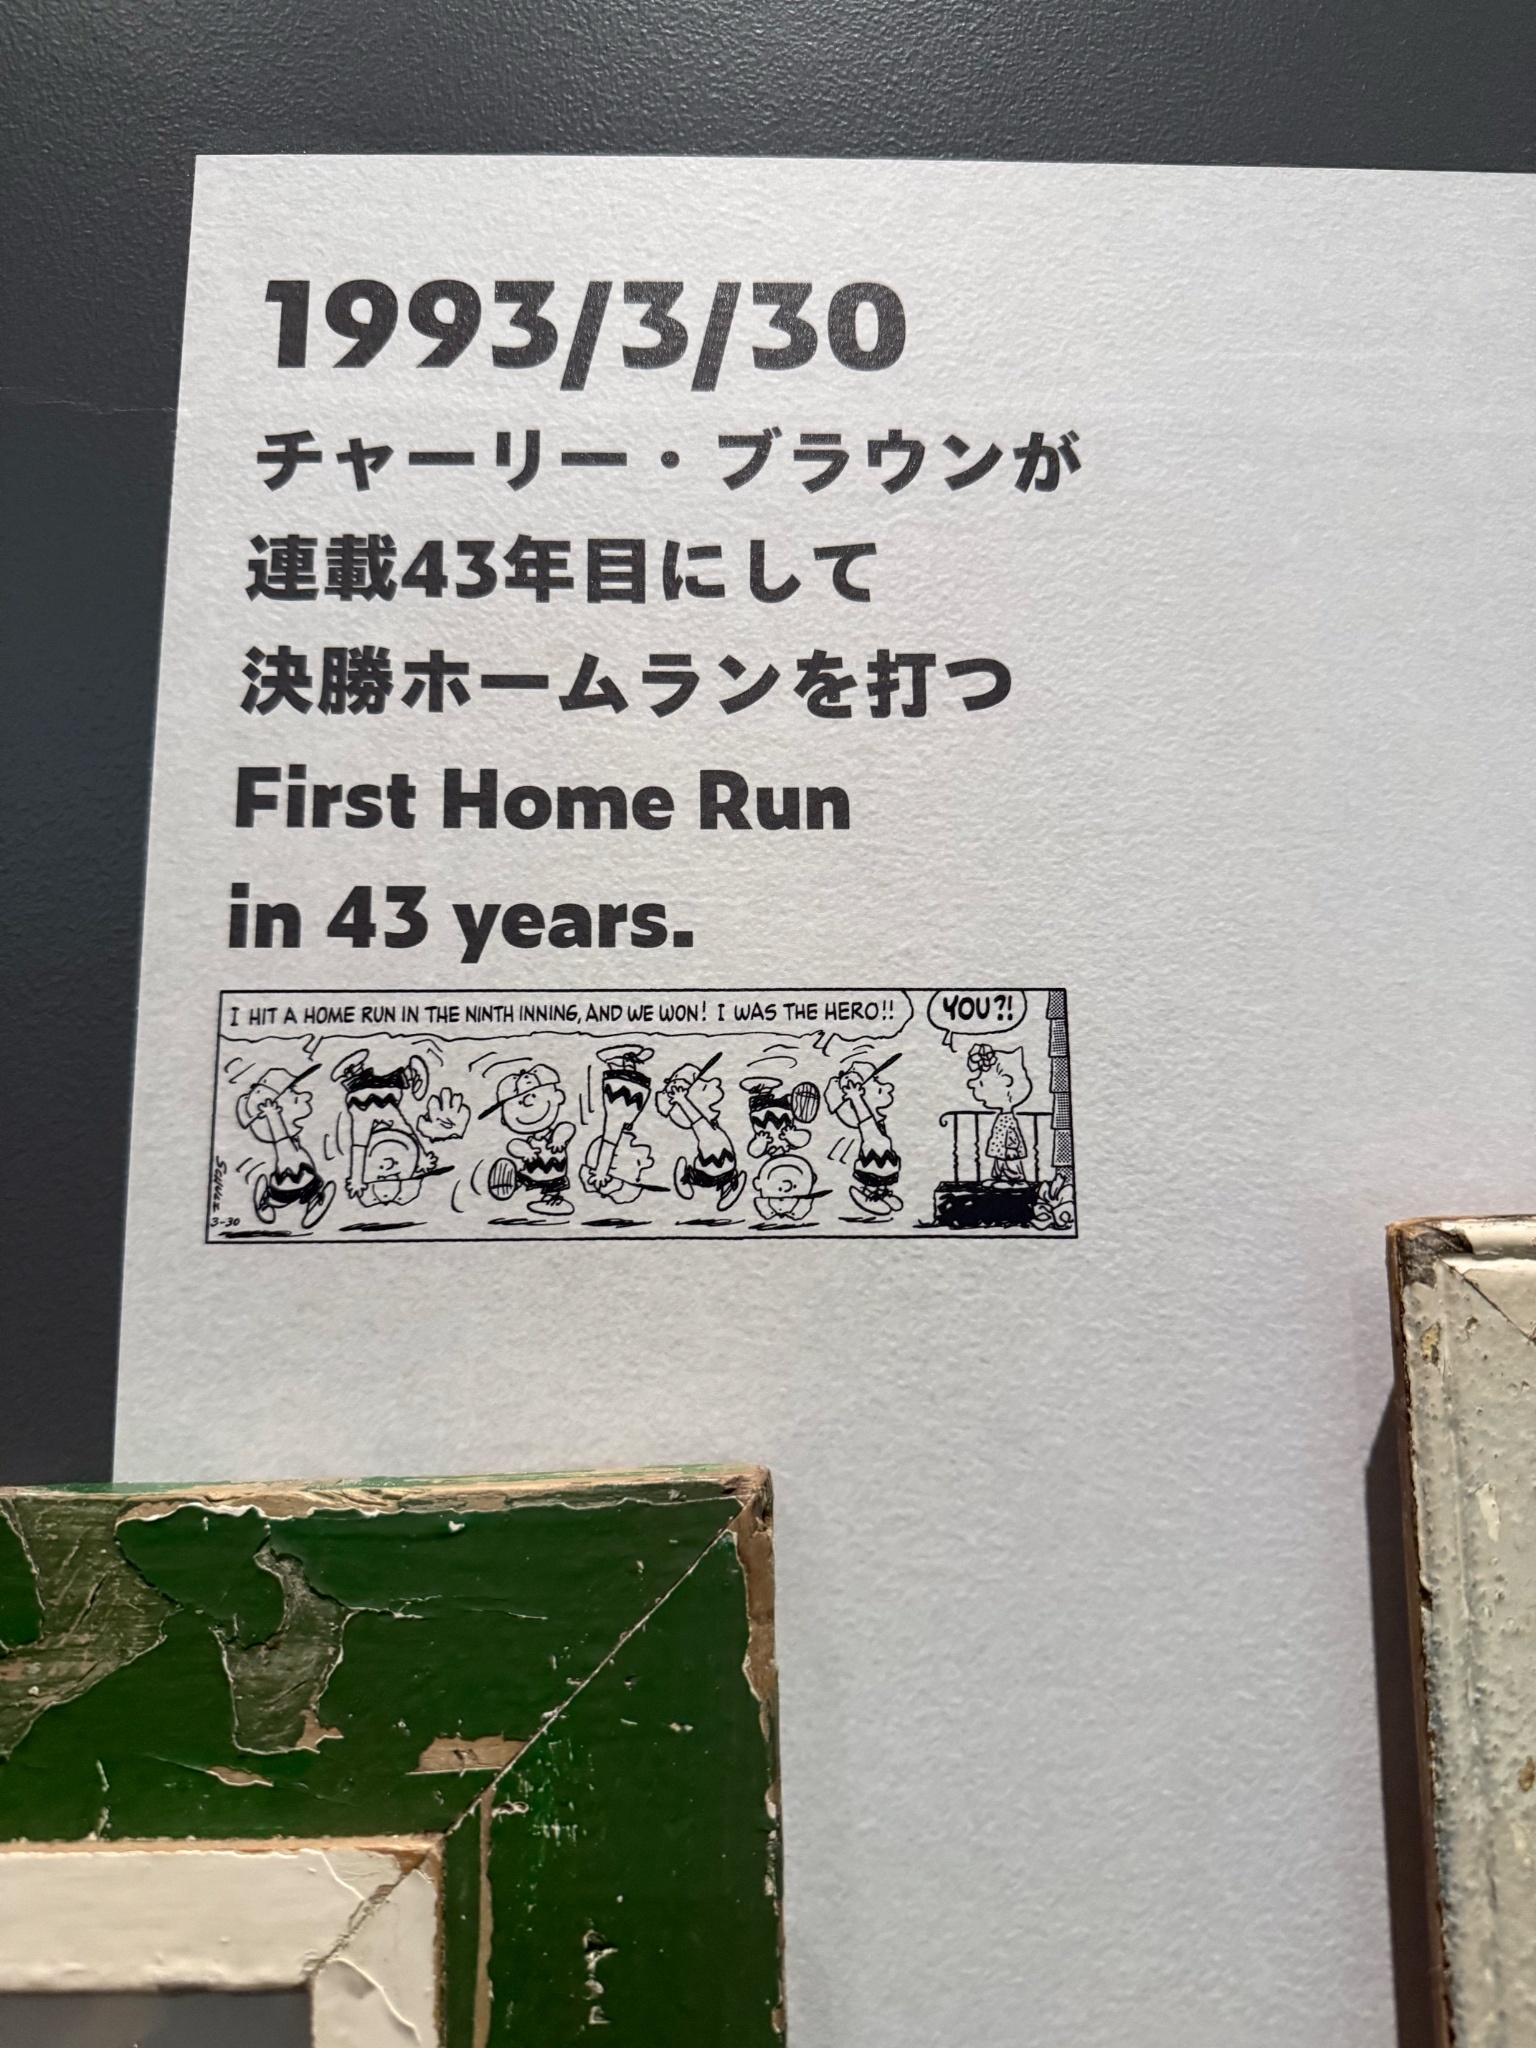 1993/3/30
チャーリー・ブラウンが
連載43年目にして
決勝ホームランを打つ
First Home Run
in 43 years.
I HIT A HOME RUN IN THE NINTH INNING, AND WE WON! I WAS THE HERO!!
YOU?!
SCHULZ
3-30